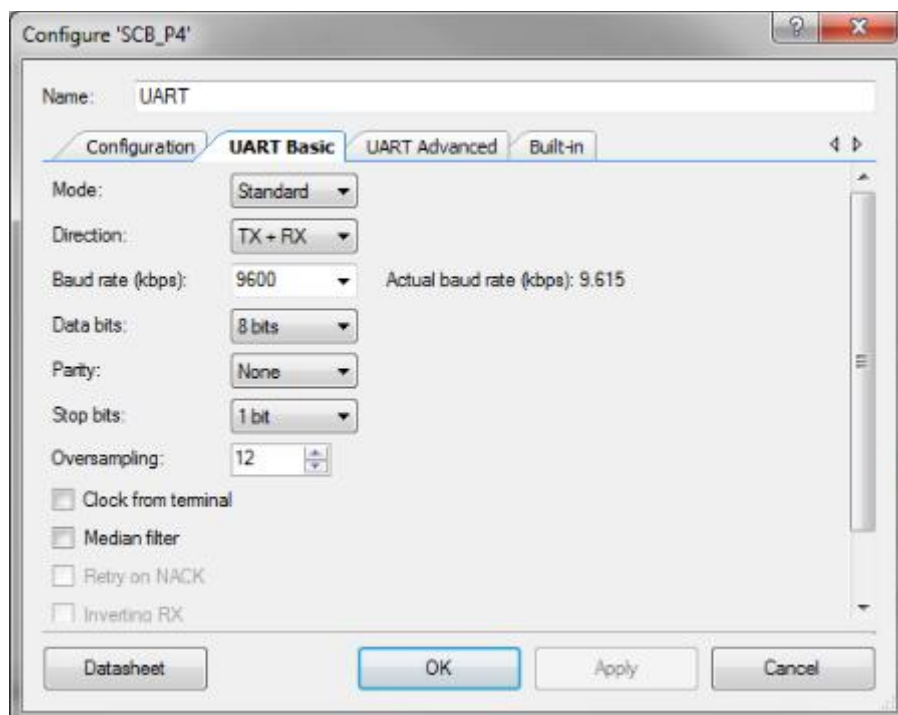 Configure 'SCB_P4'
Name: UART
Configuration UART Basic UART Advanced Built-in
Mode: Standard
Direction: TX + RX
Baud rate (kbps): 9600 Actual baud rate (kbps): 9.615
Data bits: 8 bits
Parity: None
Stop bits: 1 bit
Oversampling: 12
Clock from terminal
Median filter
Retry on NACK
Inverting RX
Datasheet OK Apply Cancel